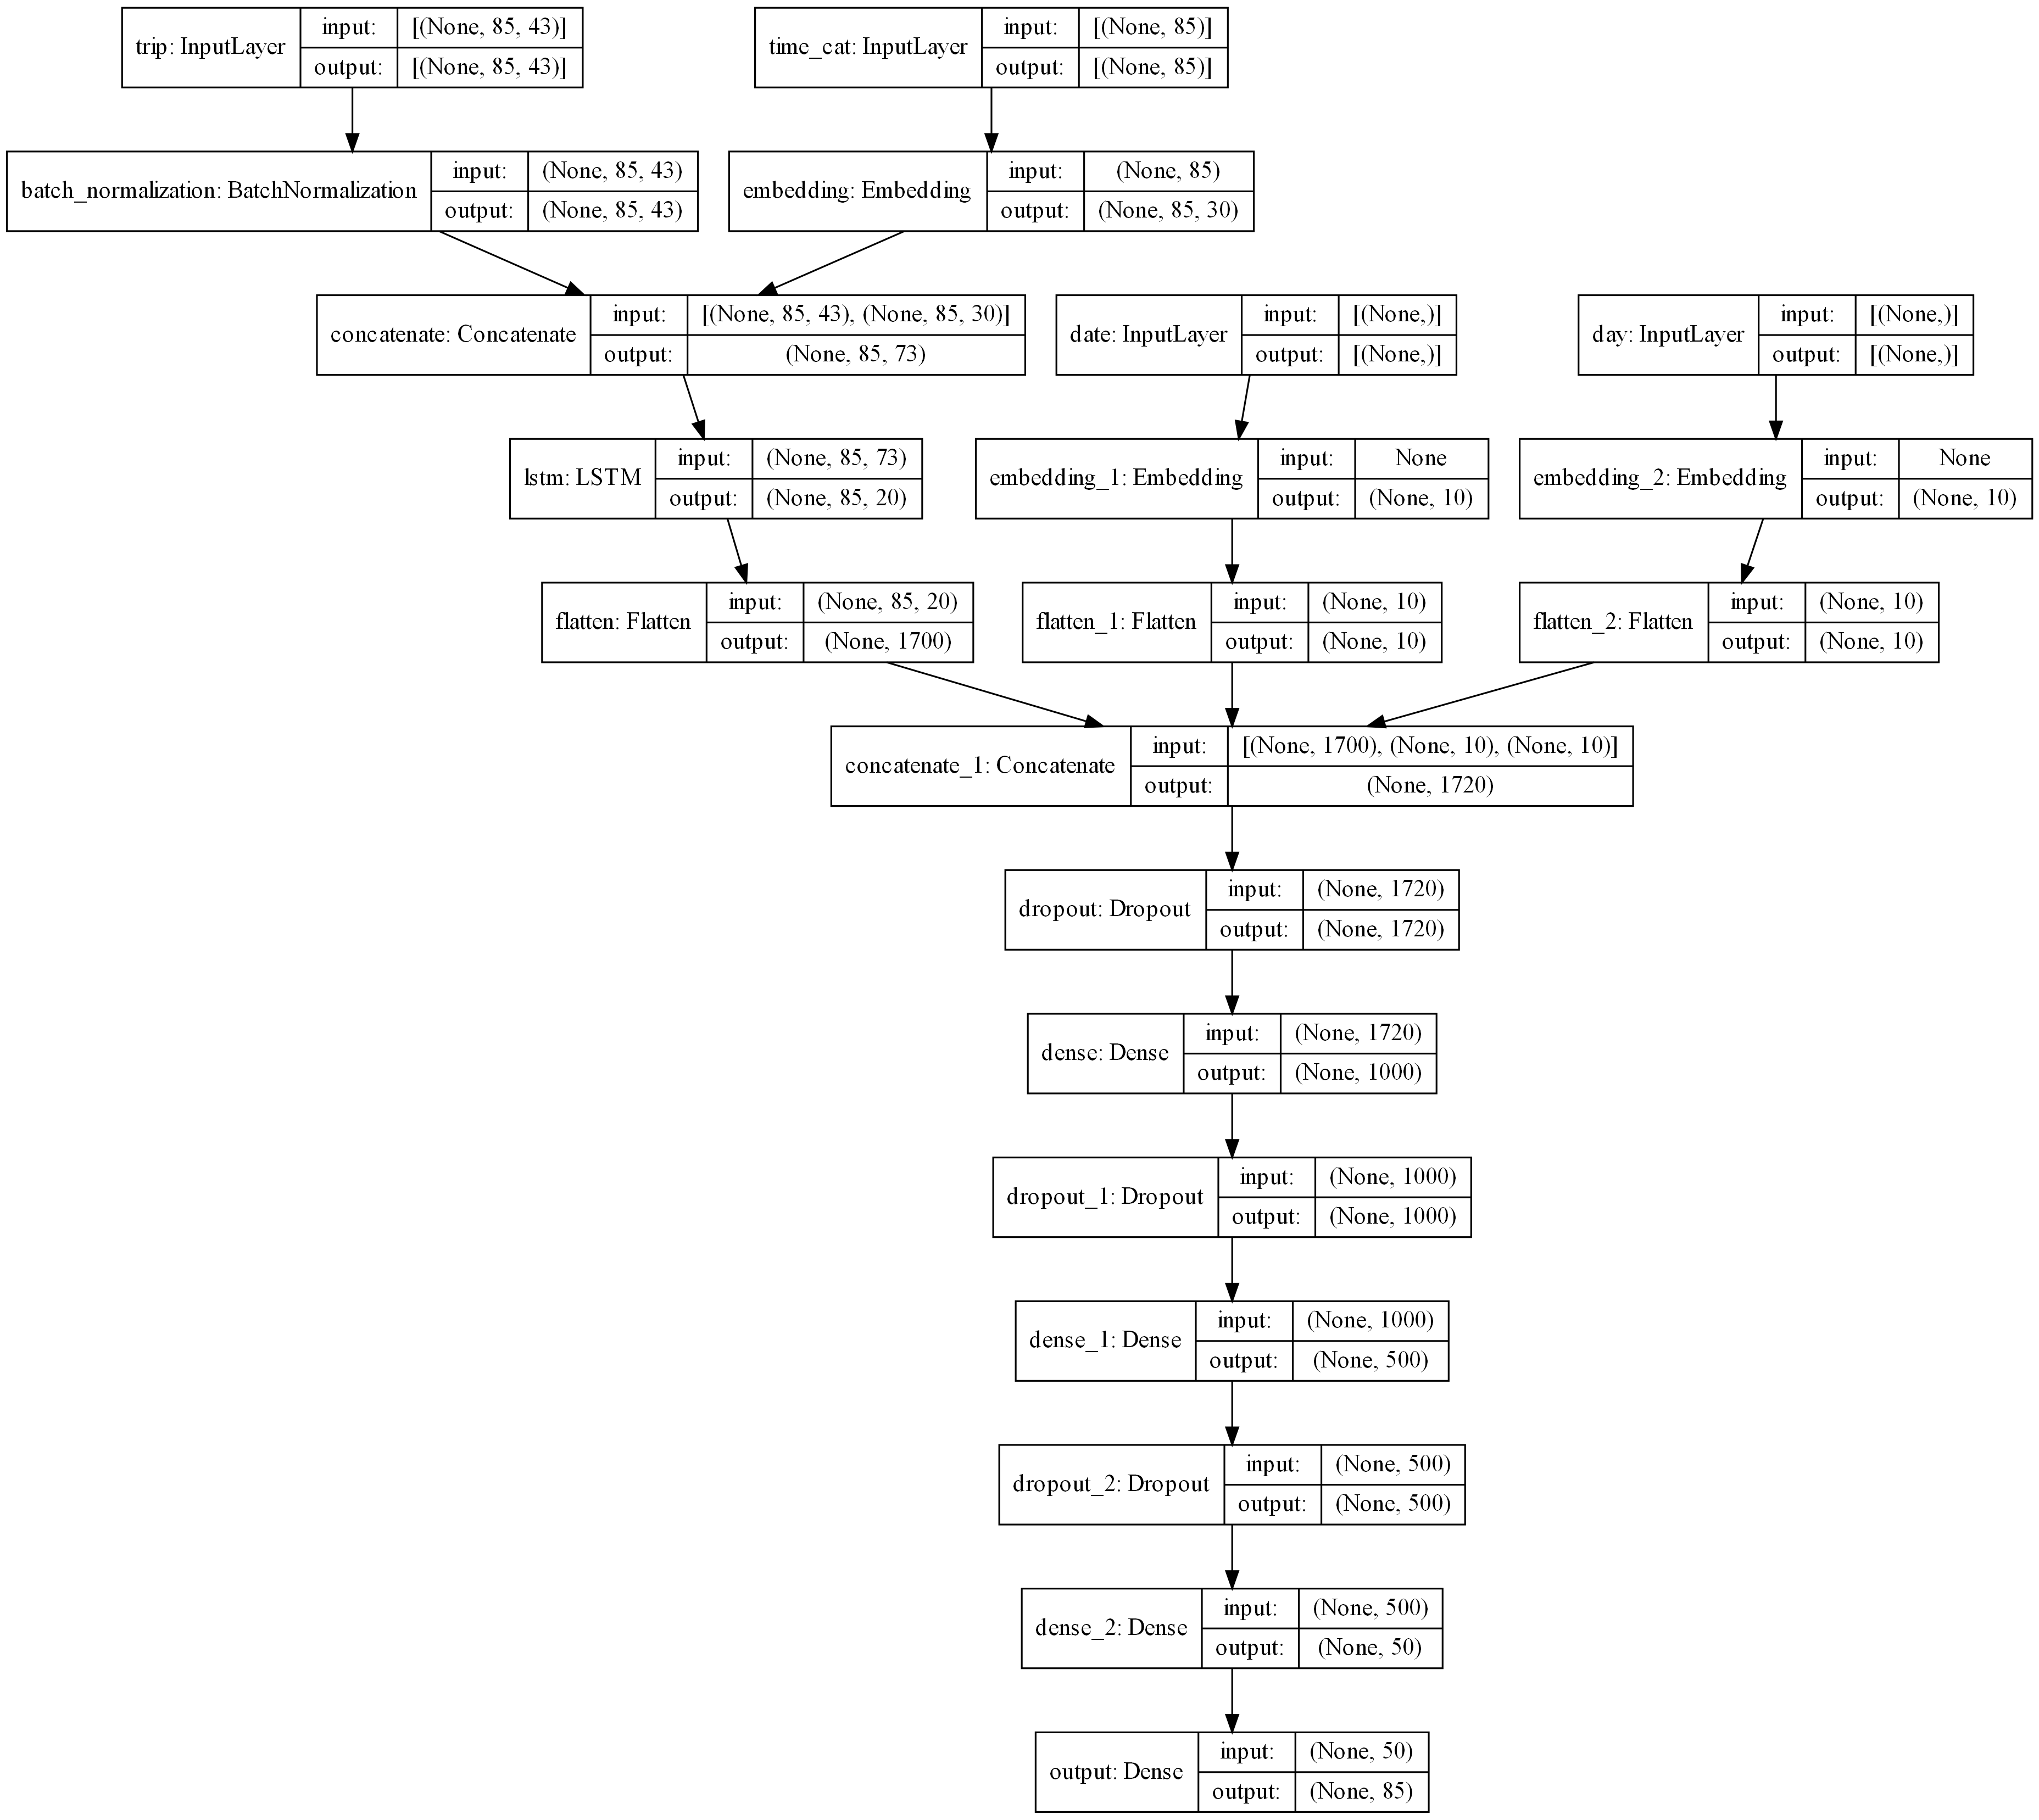 trip: InputLayer
input:
[(None, 85, 43)]
output:
[(None, 85, 43)]
time_cat: InputLayer
input:
[(None, 85)]
output:
[(None, 85)]
batch_normalization: BatchNormalization
input:
(None, 85, 43)
output:
(None, 85, 43)
embedding: Embedding
input:
(None, 85)
output:
(None, 85, 30)
concatenate: Concatenate
input:
[(None, 85, 43), (None, 85, 30)]
output:
(None, 85, 73)
date: InputLayer
input:
[(None,)]
output:
[(None,)]
day: InputLayer
input:
[(None,)]
output:
[(None,)]
lstm: LSTM
input:
(None, 85, 73)
output:
(None, 85, 20)
embedding_1: Embedding
input:
None
output:
(None, 10)
embedding_2: Embedding
input:
None
output:
(None, 10)
flatten: Flatten
input:
(None, 85, 20)
output:
(None, 1700)
flatten_1: Flatten
input:
(None, 10)
output:
(None, 10)
flatten_2: Flatten
input:
(None, 10)
output:
(None, 10)
concatenate_1: Concatenate
input:
[(None, 1700), (None, 10), (None, 10)]
output:
(None, 1720)
dropout: Dropout
input:
(None, 1720)
output:
(None, 1720)
dense: Dense
input:
(None, 1720)
output:
(None, 1000)
dropout_1: Dropout
input:
(None, 1000)
output:
(None, 1000)
dense_1: Dense
input:
(None, 1000)
output:
(None, 500)
dropout_2: Dropout
input:
(None, 500)
output:
(None, 500)
dense_2: Dense
input:
(None, 500)
output:
(None, 50)
output: Dense
input:
(None, 50)
output:
(None, 85)